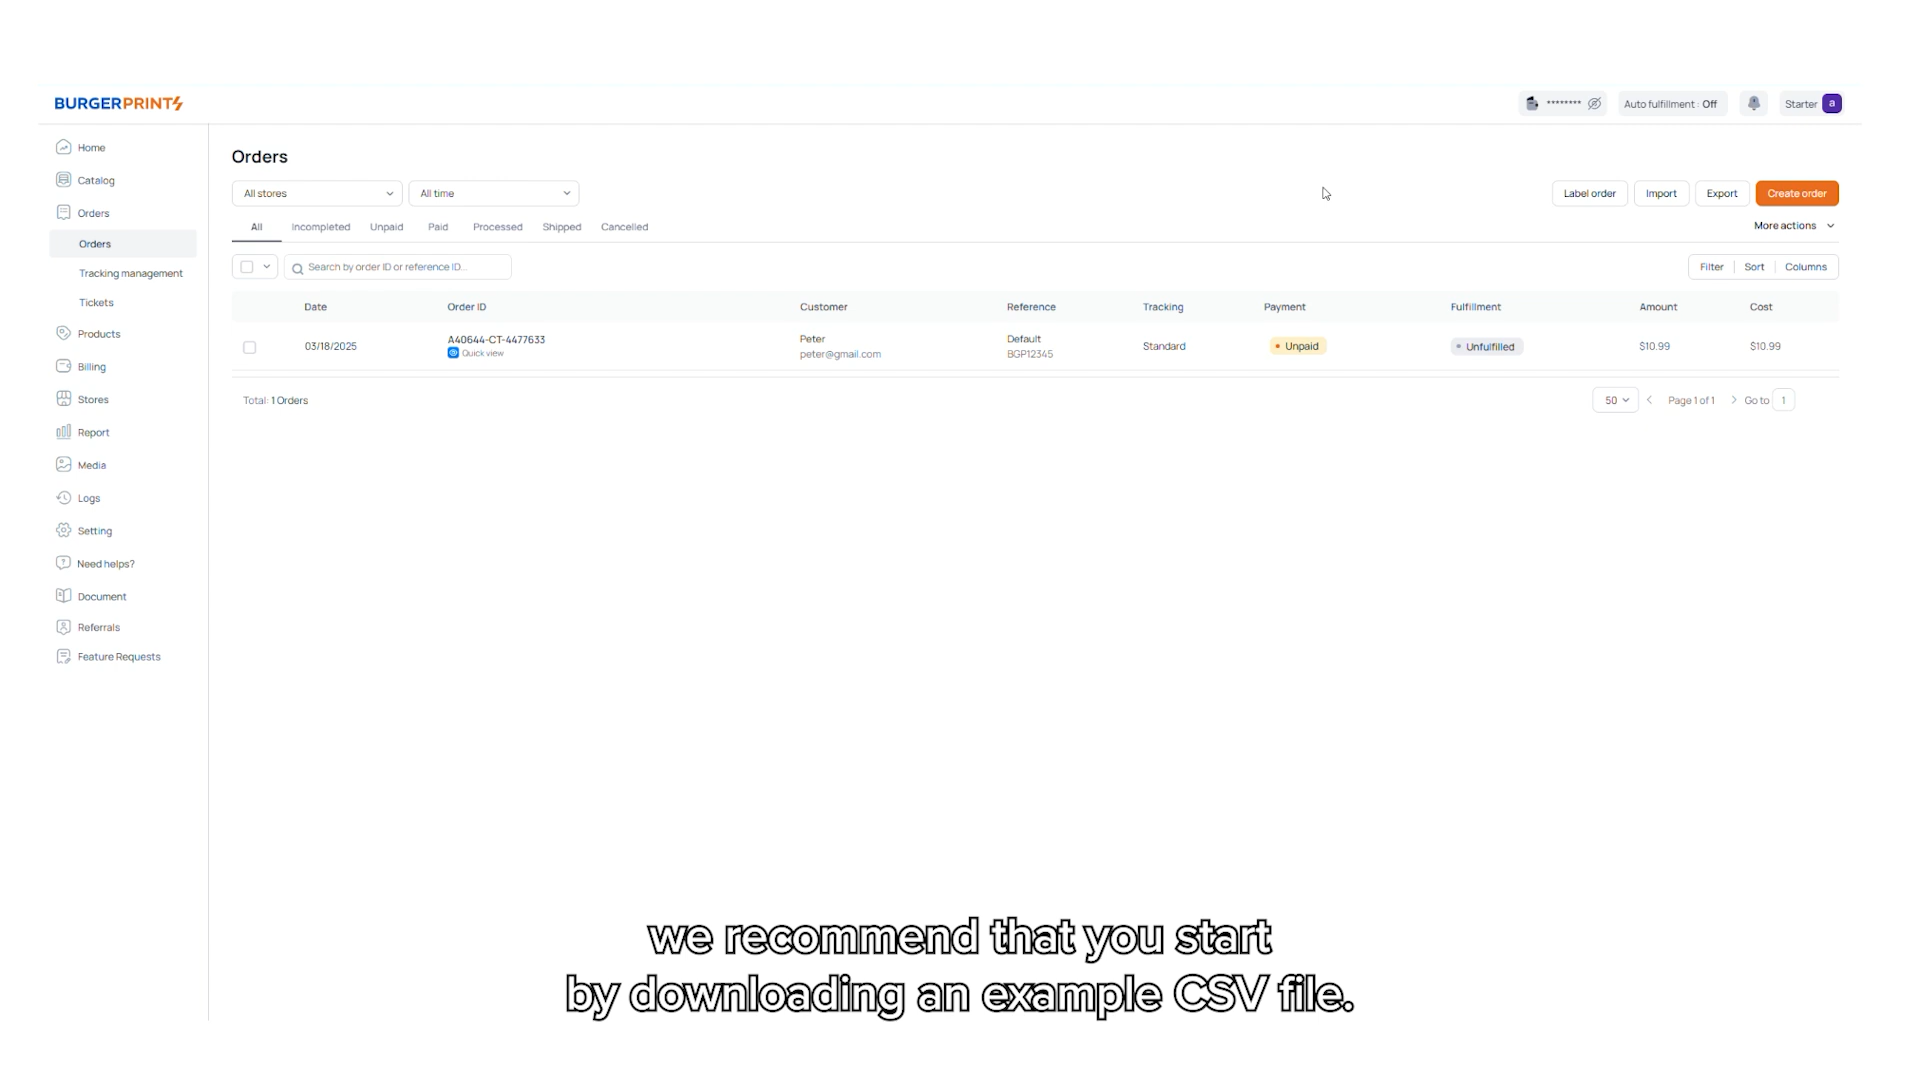 BURGERPRINTS
******** 
Auto fulfillment : Off
Starter a
Home
Catalog
Orders
Orders
Tracking management
Tickets
Products
Billing
Stores
Report
Media
Logs
Setting
Need helps?
Document
Referrals
Feature Requests
Orders
All stores All time
Label order Import Export Create order
All Incompleted Unpaid Paid Processed Shipped Cancelled
More actions
Search by order ID or reference ID...
Filter Sort Columns
Date Order ID Customer Reference Tracking Payment Fulfillment Amount Cost
03/18/2025 A40644-CT-4477633 Peter Default Standard Unpaid Unfulfilled $10.99 $10.99
Quick view peter@gmail.com BGP12345
Total: 1 Orders
50 Page 1 of 1 Go to 1
we recommend that you start
by downloading an example CSV file.